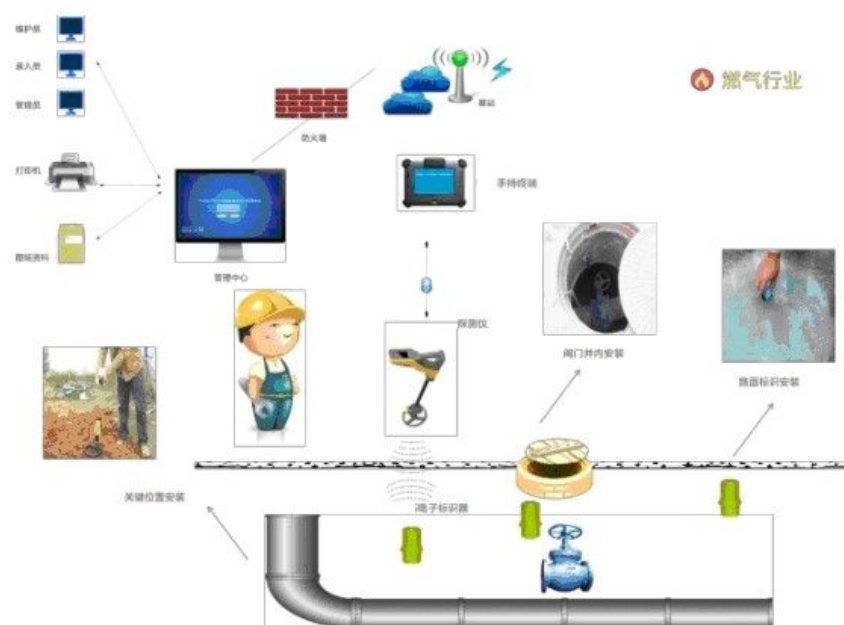 维护员
录入员
管理员
打印机
图纸资料
防火墙
基站
燃气行业
手持终端
管理中心
探测仪
阀门井内安装
路面标识安装
关键位置安装
i电子标识器